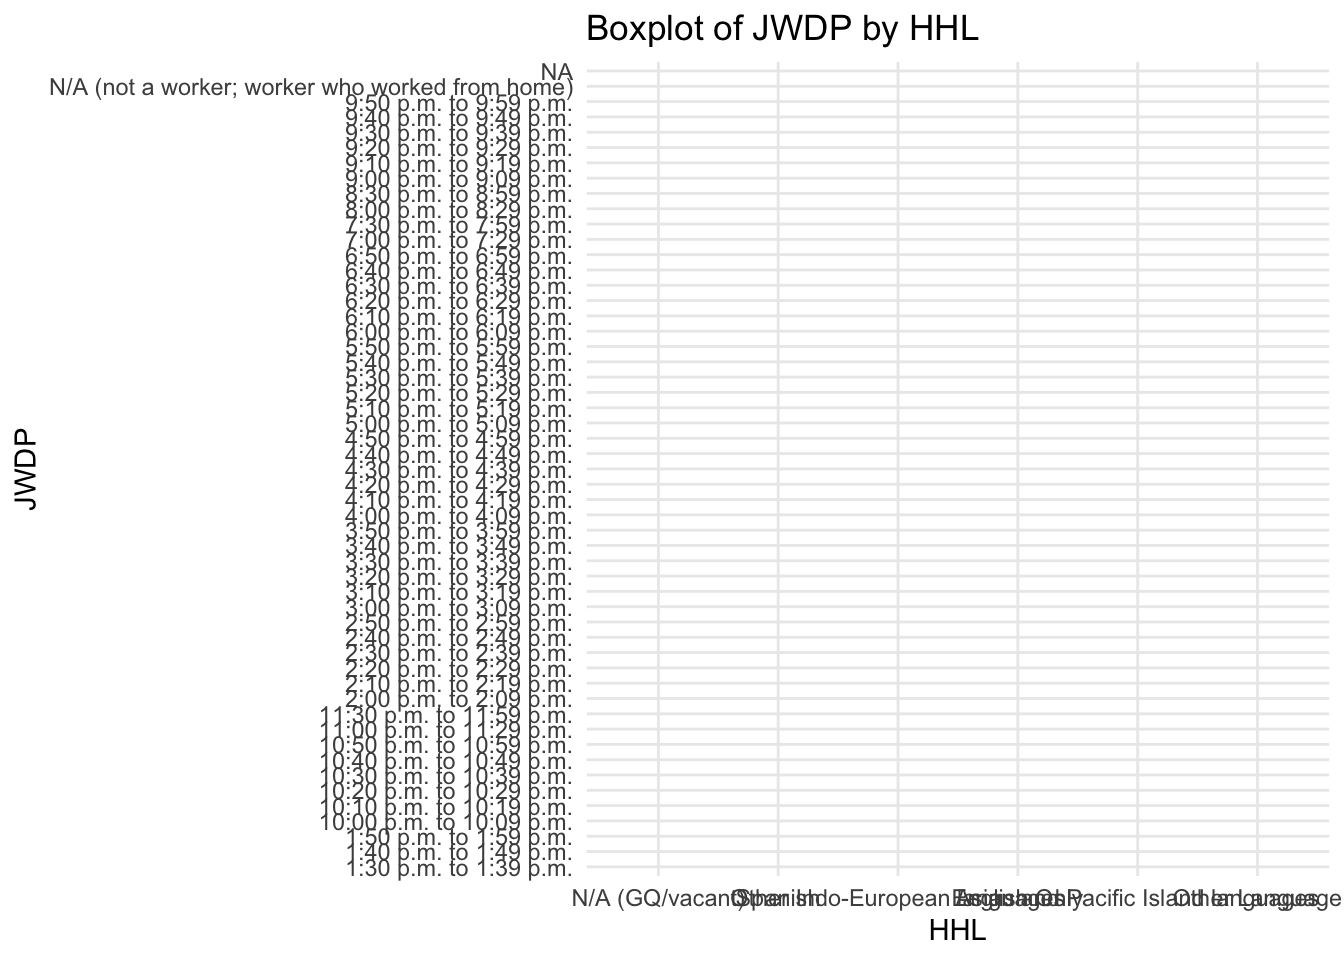 Boxplot of JWDP by HHL
NA
N/A (not a worker; worker who worked from home)
9:50 p.m. to 9:59 p.m.
9:40 p.m. to 9:49 p.m.
9:30 p.m. to 9:39 p.m.
9:20 p.m. to 9:29 p.m.
9:10 p.m. to 9:19 p.m.
9:00 p.m. to 9:09 p.m.
8:30 p.m. to 8:59 p.m.
8:00 p.m. to 8:29 p.m.
7:30 p.m. to 7:59 p.m.
7:00 p.m. to 7:29 p.m.
6:50 p.m. to 6:59 p.m.
6:40 p.m. to 6:49 p.m.
6:30 p.m. to 6:39 p.m.
6:20 p.m. to 6:29 p.m.
6:10 p.m. to 6:19 p.m.
6:00 p.m. to 6:09 p.m.
5:50 p.m. to 5:59 p.m.
5:40 p.m. to 5:49 p.m.
5:30 p.m. to 5:39 p.m.
5:20 p.m. to 5:29 p.m.
5:10 p.m. to 5:19 p.m.
5:00 p.m. to 5:09 p.m.
4:50 p.m. to 4:59 p.m.
4:40 p.m. to 4:49 p.m.
4:30 p.m. to 4:39 p.m.
4:20 p.m. to 4:29 p.m.
4:10 p.m. to 4:19 p.m.
4:00 p.m. to 4:09 p.m.
3:50 p.m. to 3:59 p.m.
3:40 p.m. to 3:49 p.m.
3:30 p.m. to 3:39 p.m.
3:20 p.m. to 3:29 p.m.
3:10 p.m. to 3:19 p.m.
3:00 p.m. to 3:09 p.m.
2:50 p.m. to 2:59 p.m.
2:40 p.m. to 2:49 p.m.
2:30 p.m. to 2:39 p.m.
2:20 p.m. to 2:29 p.m.
2:10 p.m. to 2:19 p.m.
2:00 p.m. to 2:09 p.m.
11:30 p.m. to 11:59 p.m.
11:00 p.m. to 11:29 p.m.
10:50 p.m. to 10:59 p.m.
10:40 p.m. to 10:49 p.m.
10:30 p.m. to 10:39 p.m.
10:20 p.m. to 10:29 p.m.
10:10 p.m. to 10:19 p.m.
10:00 p.m. to 10:09 p.m.
1:50 p.m. to 1:59 p.m.
1:40 p.m. to 1:49 p.m.
1:30 p.m. to 1:39 p.m.
JWDP
N/A (GQ/vacant) Spanish Other Indo-European languages English Only Asian and Pacific Island languages Other Language
HHL